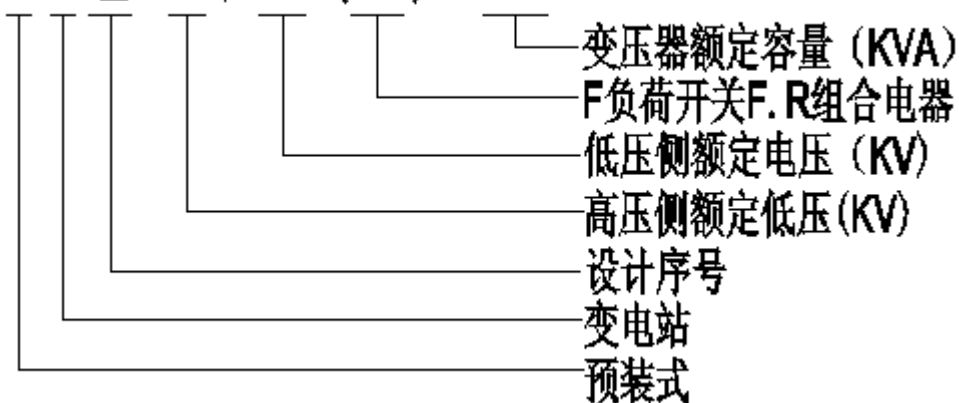 变压器额定容量（KVA）
F负荷开关F.R组合电器
低压侧额定电压（KV）
高压侧额定低压(KV)
设计序号
变电站
预装式